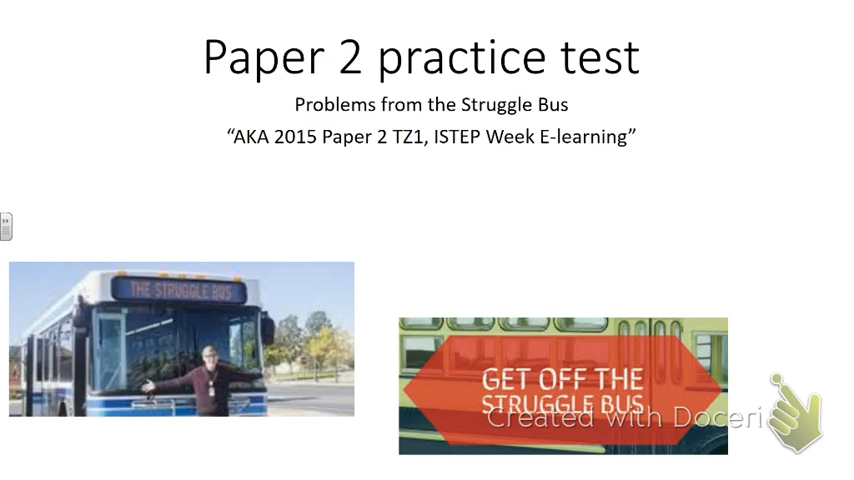 Paper 2 practice test
Problems from the Struggle Bus
“AKA 2015 Paper 2 TZ1, ISTEP Week E-learning”
THE STRUGGLE BUS
GET OFF THE
STRUGGLE BUS.
Created with Doceri